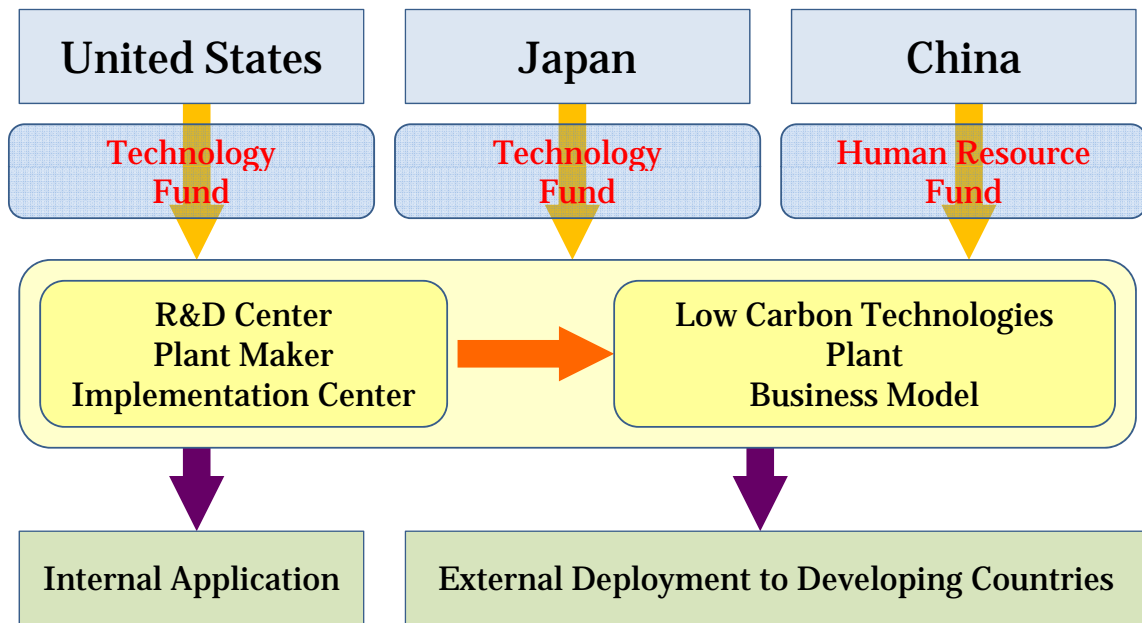 United States
Japan
China
Technology
Fund
Technology
Fund
Human Resource
Fund
R&D Center
Plant Maker
Implementation Center
Low Carbon Technologies
Plant
Business Model
Internal Application
External Deployment to Developing Countries